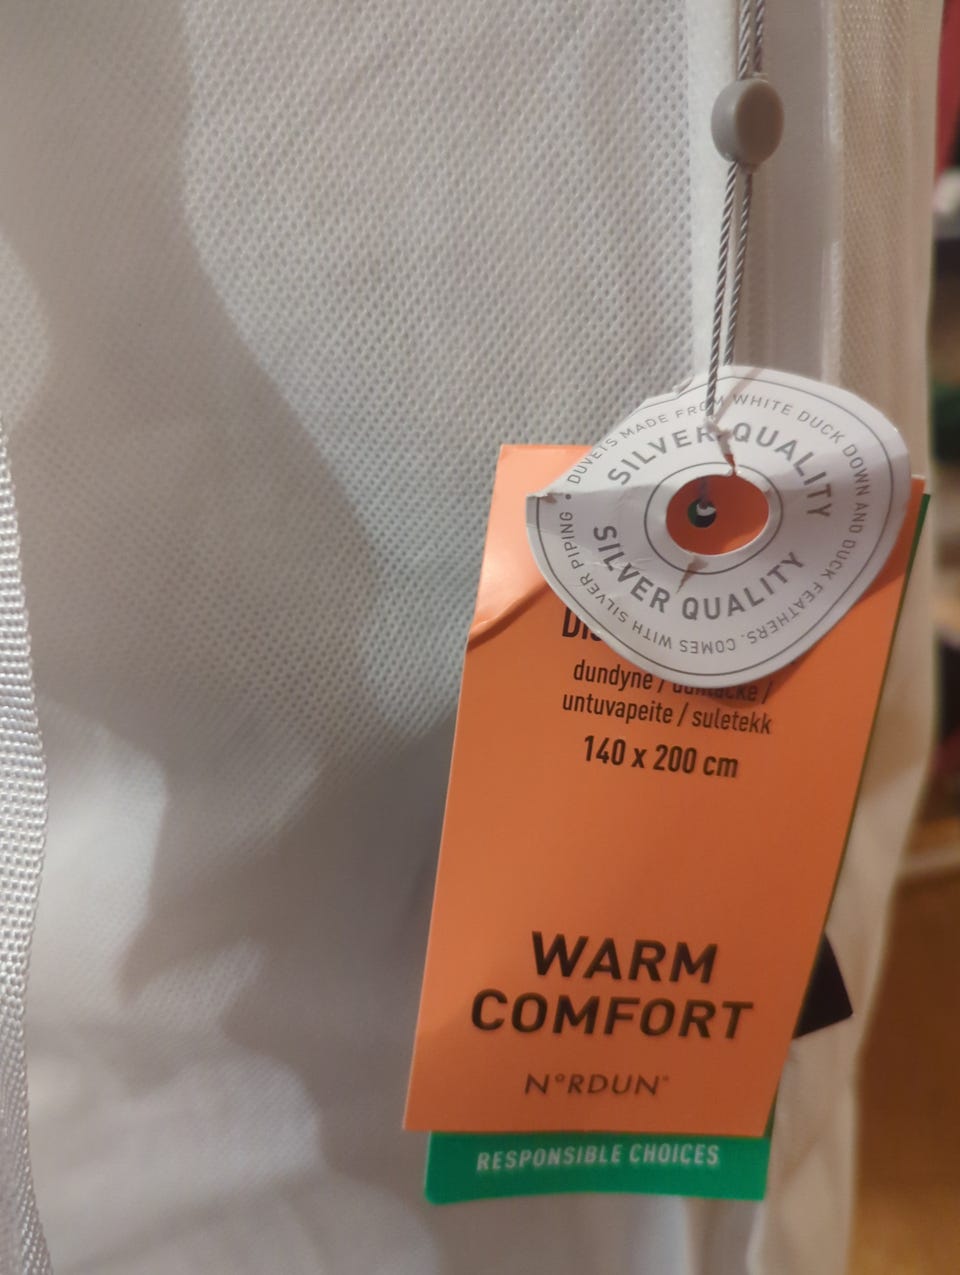 DUVETS MADE FROM WHITE DUCK DOWN AND DUCK FEATHERS. COMES WITH SILVER PIPING •
SILVER QUALITY
SILVER QUALITY
dundyne /
untuvapeite / suletekk
140 x 200 cm
WARM
COMFORT
N°RDUN
RESPONSIBLE CHOICES